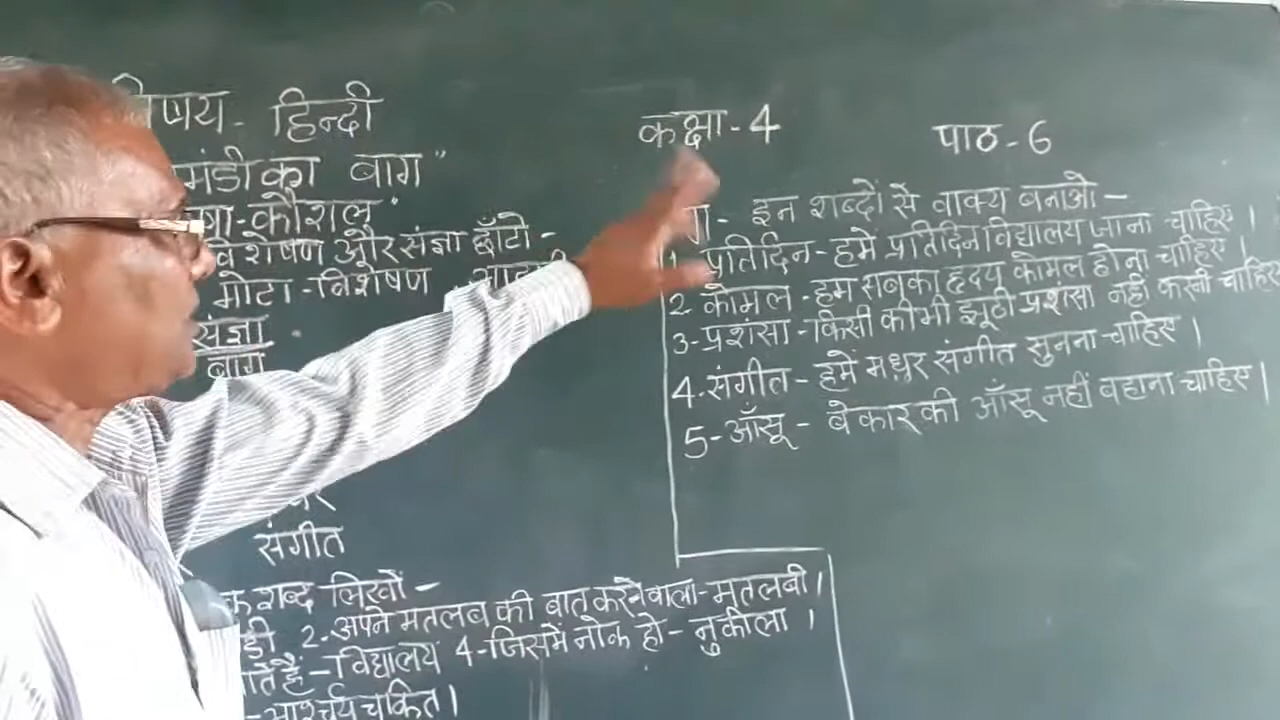 विषय- हिन्दी
कक्षा-4
पाठ-6
मंडी का बाग"
भाषा-कौशल"
विशेषण और संज्ञा छाँटो-
मोटा-विशेषण
संज्ञा
बाग
संगीत
शब्द लिखों-
2-अपने मतलब की बात करनेवाला-मतलबी।
-विद्यालय 4-जिसमें नोक हो- नुकीला ।
-आश्चर्य चकित।
ग- इन शब्दों से वाक्य बनाओ-
1. प्रतिदिन-हमे प्रतिदिन विद्यालय जाना चाहिए।
2-कोमल-हम सबका हृदय कोमल होना चाहिए।
3-प्रशंसा-किसी की भी झूठी प्रशंसा नहीं करनी चाहिए
4.संगीत-हमें मधुर संगीत सुनना चाहिए।
5-आँसू- बेकार की आँसू नहीं बहाना चाहिए।